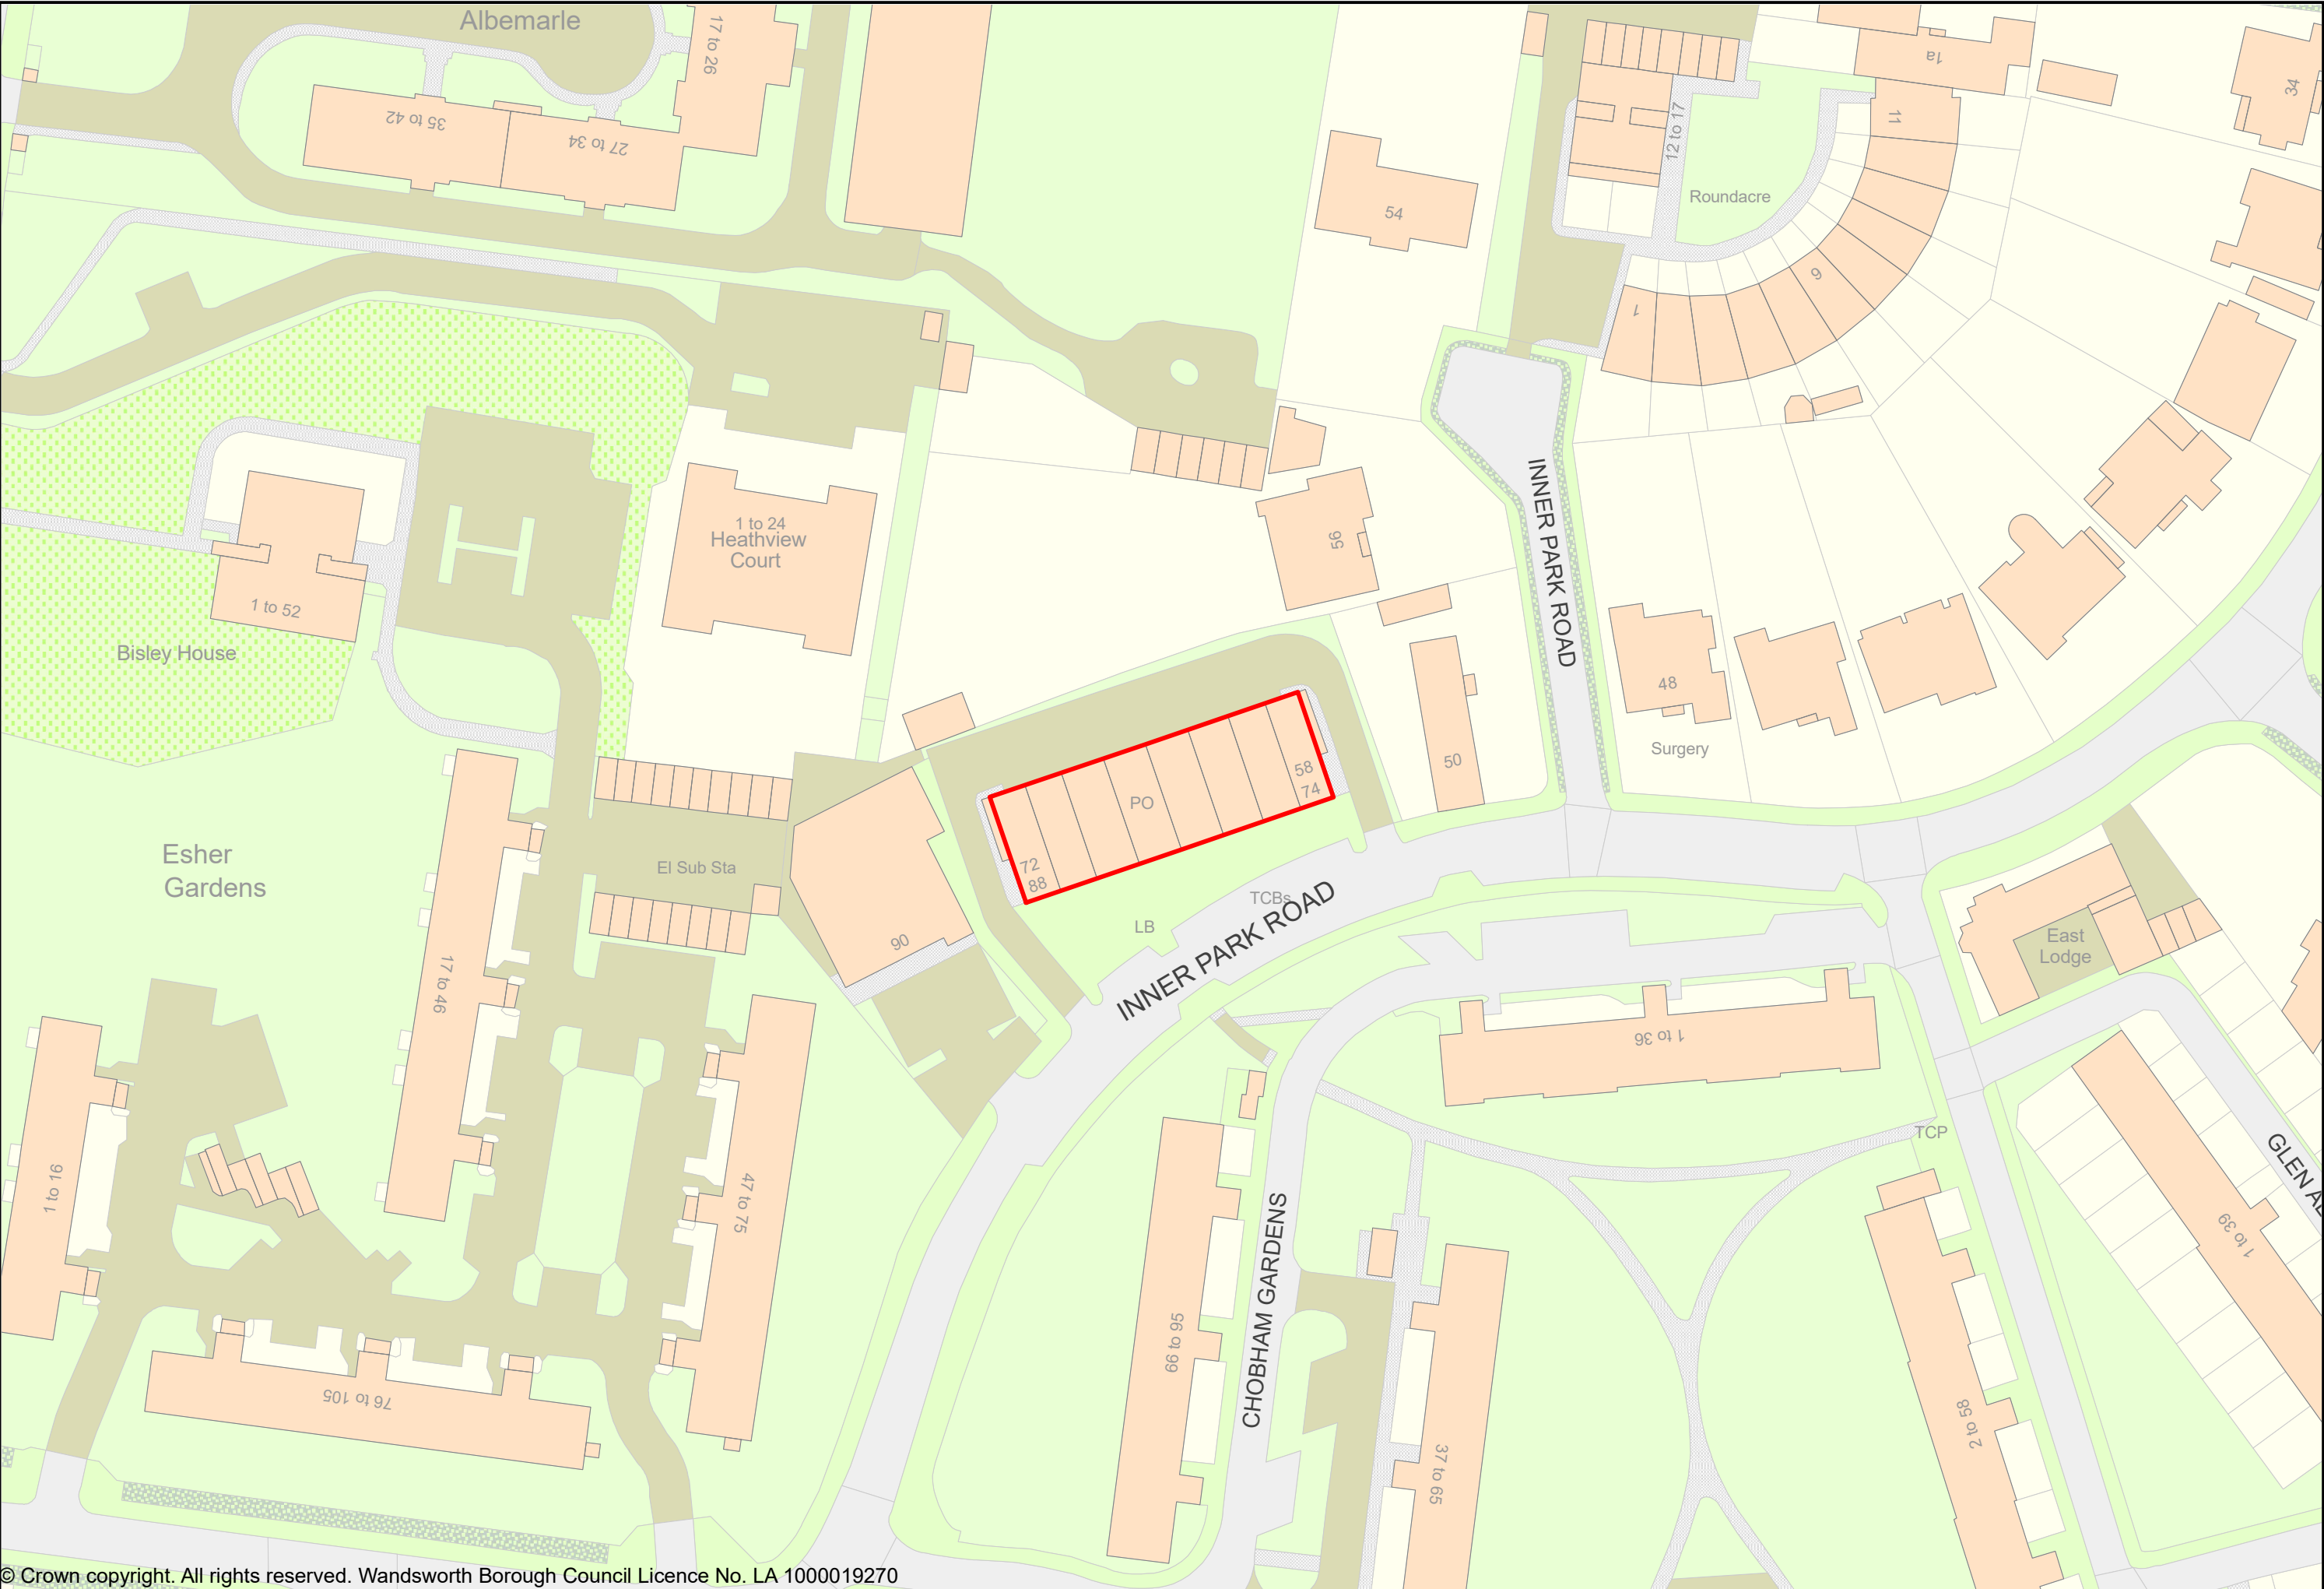 Albemarle
17 to 26
35 to 42
27 to 34
1a
34
11
12 to 17
Roundacre
54
9
1
1 to 24
Heathview
Court
56
INNER PARK ROAD
1 to 52
Bisley House
48
Surgery
50
58
74
PO
72
88
El Sub Sta
Esher
Gardens
TCBs
LB
INNER PARK ROAD
90
East
Lodge
17 to 46
1 to 36
TCP
GLEN AL
1 to 16
47 to 75
1 to 39
CHOBHAM GARDENS
66 to 95
76 to 105
2 to 58
37 to 65
© Crown copyright. All rights reserved. Wandsworth Borough Council Licence No. LA 1000019270